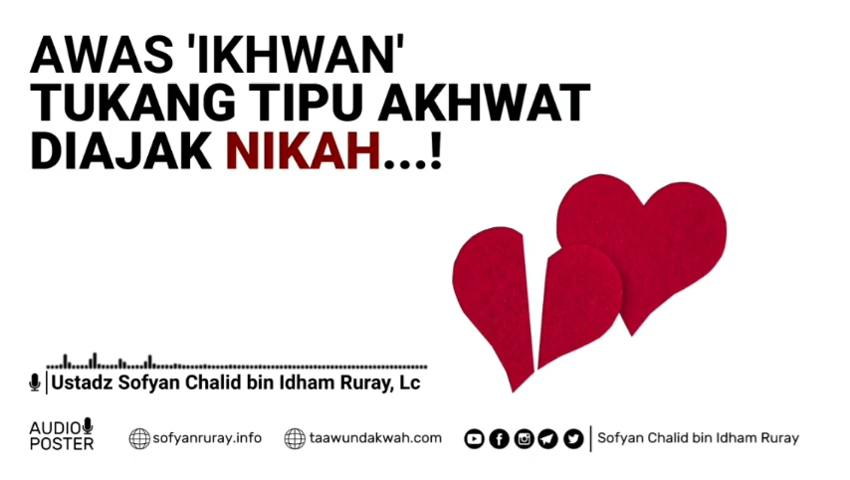 AWAS 'IKHWAN'
TUKANG TIPU AKHWAT
DIAJAK NIKAH...!
Ustadz Sofyan Chalid bin Idham Ruray, Lc
AUDIO
POSTER
sofyanruray.info
taawundakwah.com
Sofyan Chalid bin Idham Ruray